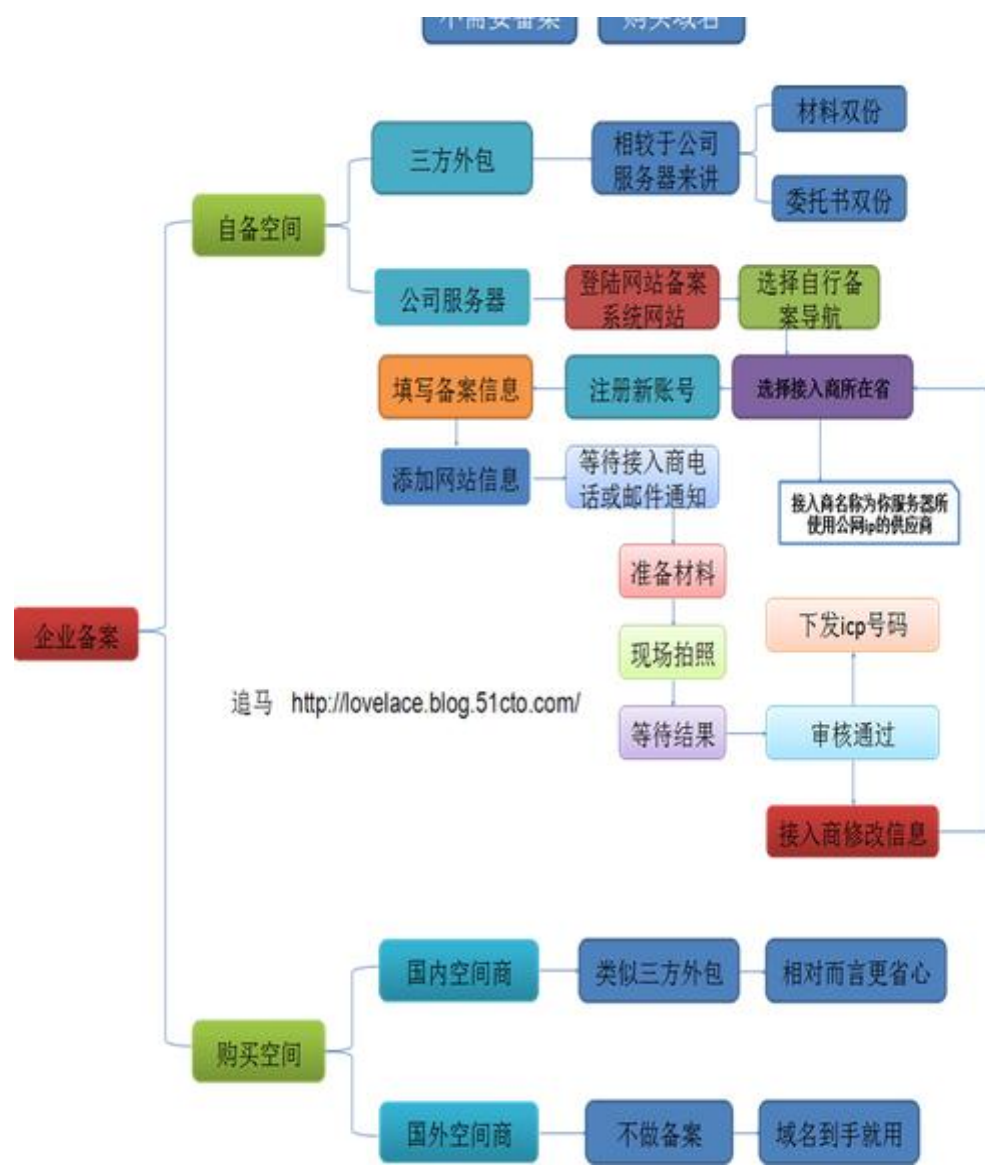 不需要备案
购买域名
材料双份
三方外包
相较于公司
服务器来讲
委托书双份
自备空间
公司服务器
登陆网站备案
系统网站
选择自行备
案导航
填写备案信息
注册新账号
选择接入商所在省
添加网站信息
等待接入商电
话或邮件通知
接入商名称为你服务器所
使用公网ip的供应商
准备材料
企业备案
现场拍照
下发icp号码
追马 http://lovelace.blog.51cto.com/
等待结果
审核通过
接入商修改信息
国内空间商
类似三方外包
相对而言更省心
购买空间
国外空间商
不做备案
域名到手就用